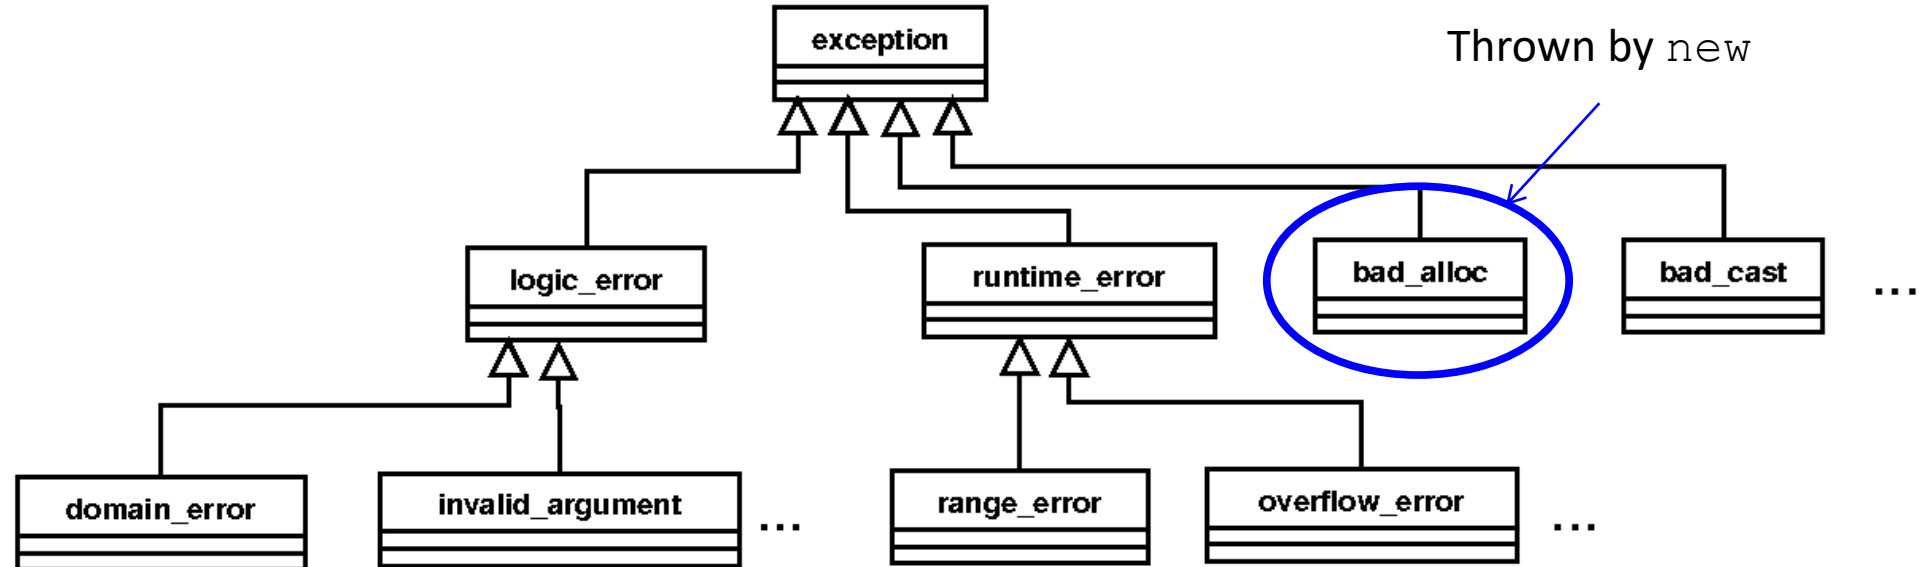 exception
Thrown by new
logic_error
runtime_error
bad_alloc
bad_cast
...
domain_error
invalid_argument
...
range_error
overflow_error
...